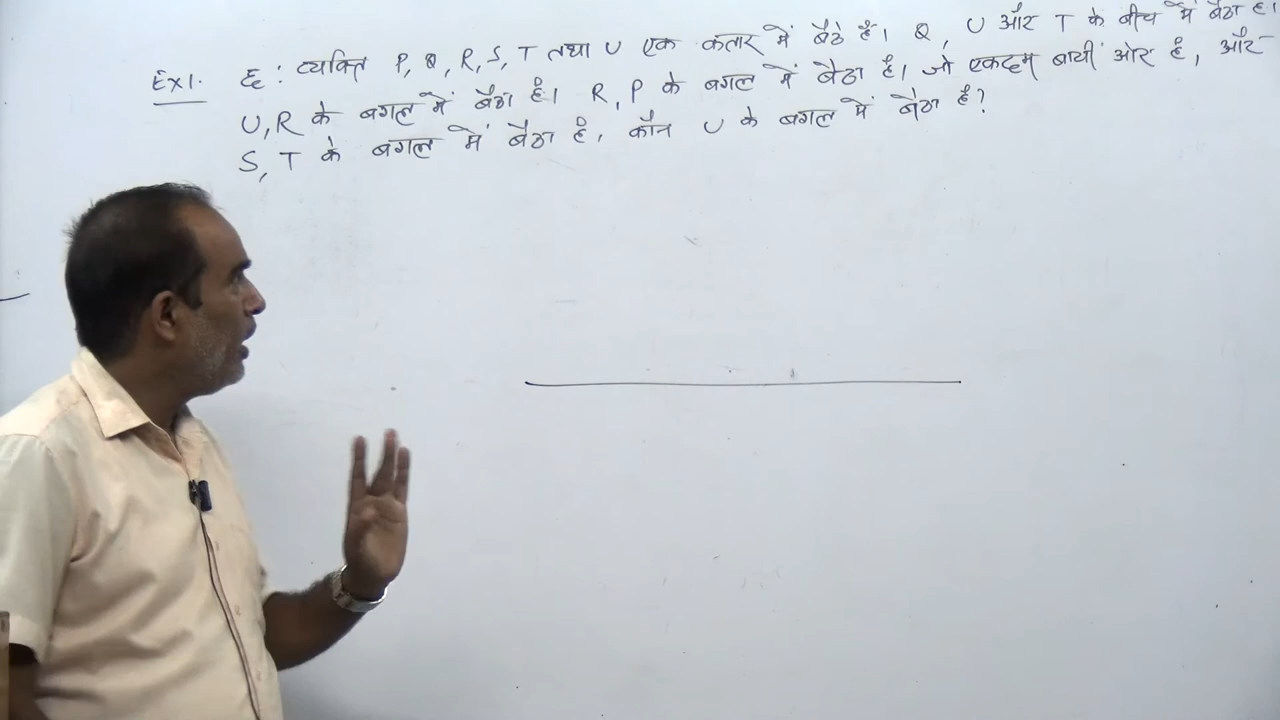 Ex1. छः व्यक्ति P, Q, R, S, T तथा U एक कतार में बैठे हैं। Q, U और T के बीच में बैठा है।
U, R के बगल में बैठा है। R, P के बगल में बैठा है। जो एकदम बायीं ओर है, और
S, T के बगल में बैठा है, कौन U के बगल में बैठा है?